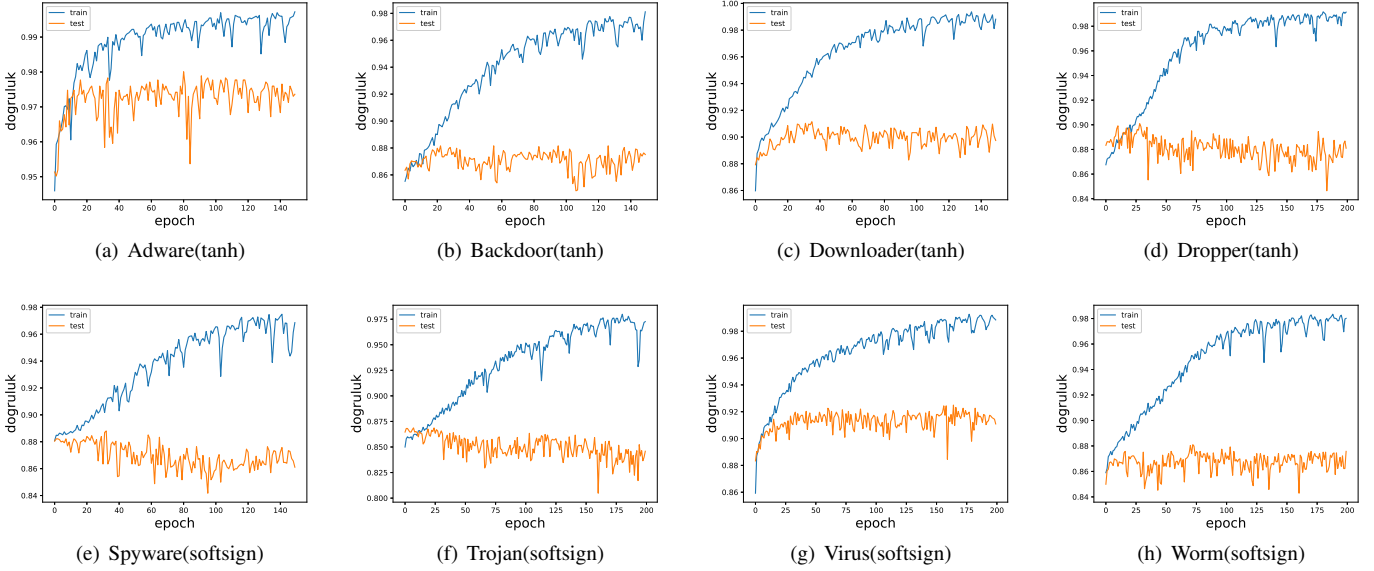 train
test
0.99
0.98
0.97
0.96
0.95
dogruluk
0 20 40 60 80 100 120 140
epoch
(a) Adware(tanh)
train
test
0.98
0.96
0.94
0.92
0.90
0.88
0.86
dogruluk
0 20 40 60 80 100 120 140
epoch
(b) Backdoor(tanh)
train
test
1.00
0.98
0.96
0.94
0.92
0.90
0.88
0.86
dogruluk
0 20 40 60 80 100 120 140
epoch
(c) Downloader(tanh)
train
test
0.98
0.96
0.94
0.92
0.90
0.88
0.86
0.84
dogruluk
0 25 50 75 100 125 150 175 200
epoch
(d) Dropper(tanh)
train
test
0.98
0.96
0.94
0.92
0.90
0.88
0.86
0.84
dogruluk
0 20 40 60 80 100 120 140
epoch
(e) Spyware(softsign)
train
test
0.975
0.950
0.925
0.900
0.875
0.850
0.825
0.800
dogruluk
0 25 50 75 100 125 150 175 200
epoch
(f) Trojan(softsign)
train
test
0.98
0.96
0.94
0.92
0.90
0.88
0.86
dogruluk
0 25 50 75 100 125 150 175 200
epoch
(g) Virus(softsign)
train
test
0.98
0.96
0.94
0.92
0.90
0.88
0.86
0.84
dogruluk
0 25 50 75 100 125 150 175 200
epoch
(h) Worm(softsign)